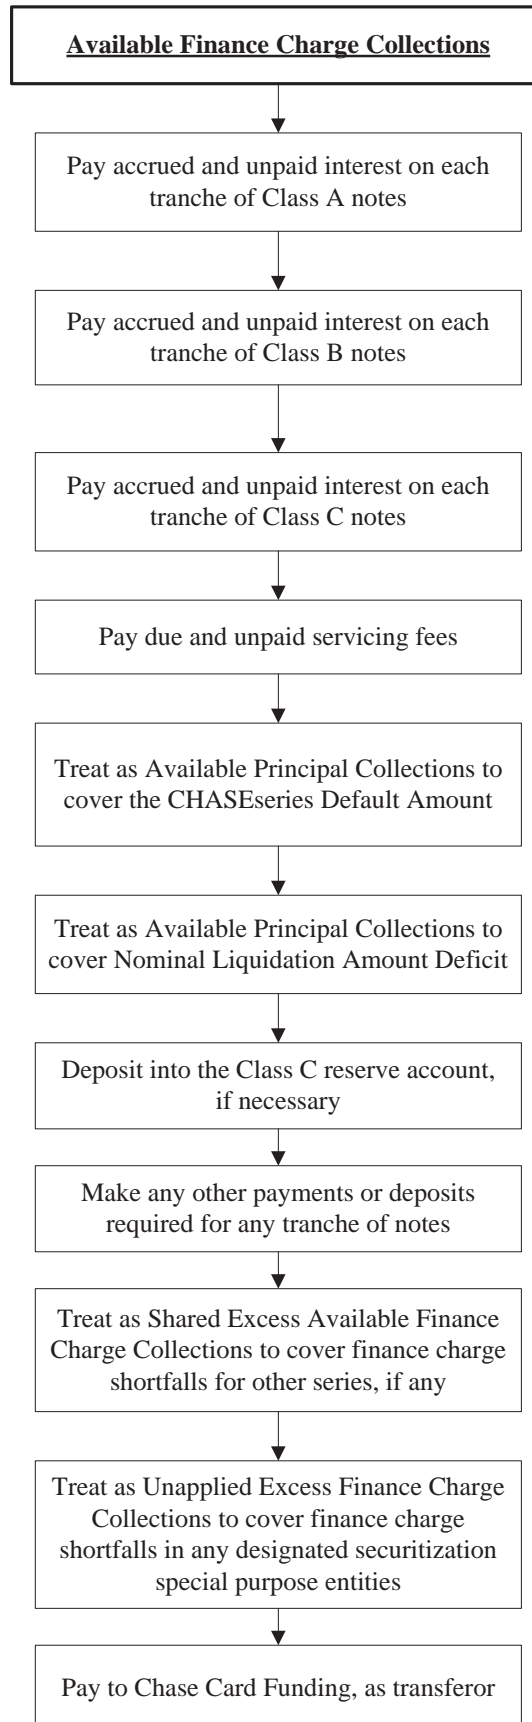 Available Finance Charge Collections
Pay accrued and unpaid interest on each
tranche of Class A notes
Pay accrued and unpaid interest on each
tranche of Class B notes
Pay accrued and unpaid interest on each
tranche of Class C notes
Pay due and unpaid servicing fees
Treat as Available Principal Collections to
cover the CHASEseries Default Amount
Treat as Available Principal Collections to
cover Nominal Liquidation Amount Deficit
Deposit into the Class C reserve account,
if necessary
Make any other payments or deposits
required for any tranche of notes
Treat as Shared Excess Available Finance
Charge Collections to cover finance charge
shortfalls for other series, if any
Treat as Unapplied Excess Finance Charge
Collections to cover finance charge
shortfalls in any designated securitization
special purpose entities
Pay to Chase Card Funding, as transferor